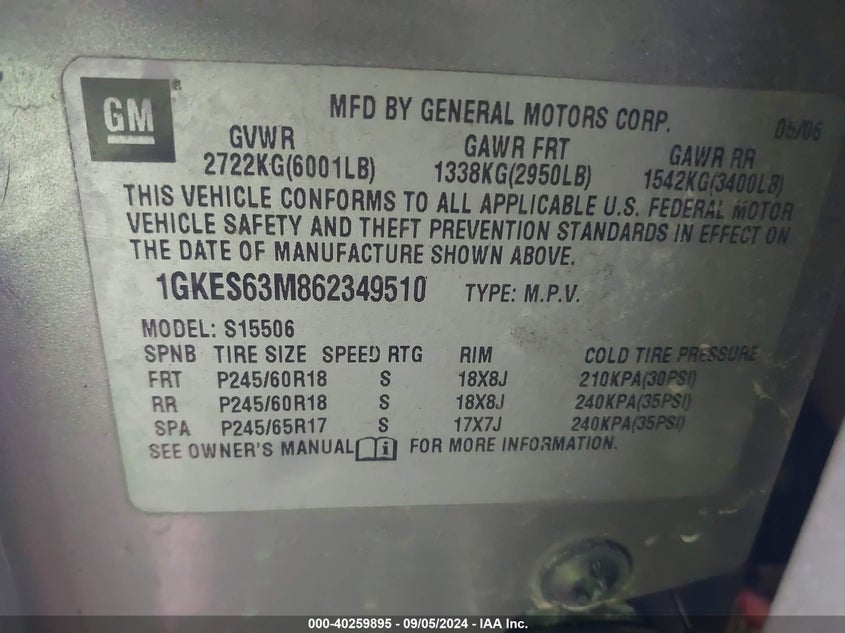 GM
MFD BY GENERAL MOTORS CORP. 05/06
GVWR GAWR FRT GAWR RR
2722KG(6001LB) 1338KG(2950LB) 1542KG(3400LB)
THIS VEHICLE CONFORMS TO ALL APPLICABLE U.S. FEDERAL MOTOR
VEHICLE SAFETY AND THEFT PREVENTION STANDARDS IN EFFECT ON
THE DATE OF MANUFACTURE SHOWN ABOVE.
1GKES63M862349510 TYPE: M.P.V.
MODEL: S15506
SPNB TIRE SIZE SPEED RTG RIM COLD TIRE PRESSURE
FRT P245/60R18 S 18X8J 210KPA(30PSI)
RR P245/60R18 S 18X8J 240KPA(35PSI)
SPA P245/65R17 S 17X7J 240KPA(35PSI)
SEE OWNER'S MANUAL i FOR MORE INFORMATION.
000-40259895 - 09/05/2024 - IAA Inc.